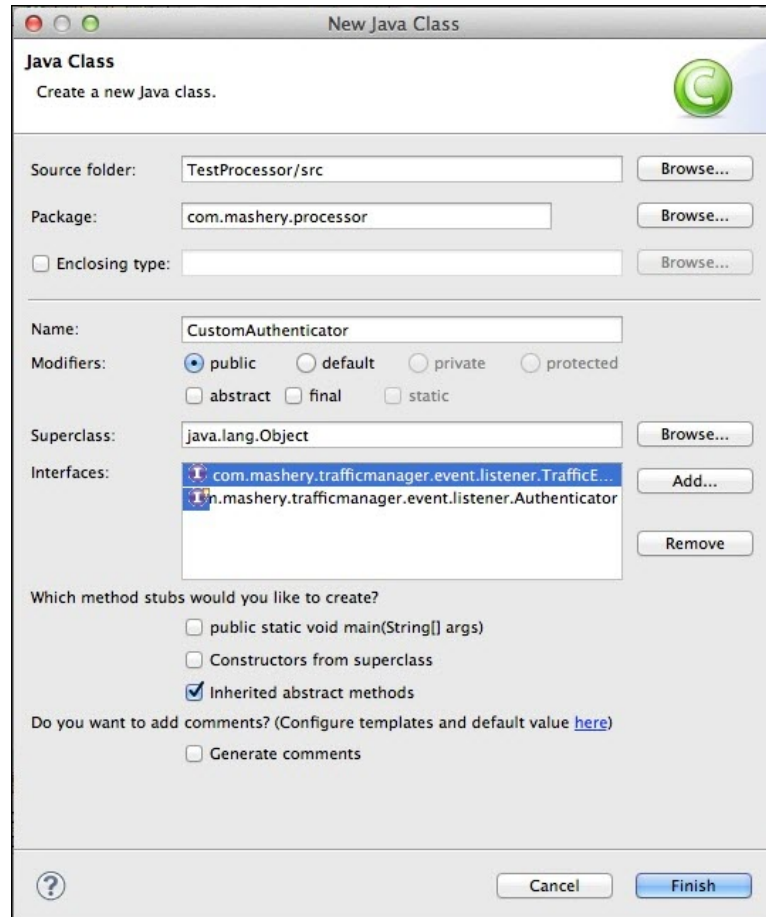 New Java Class
Java Class
Create a new Java class.
C
Source folder: TestProcessor/src Browse...
Package: com.mashery.processor Browse...
Enclosing type: Browse...
Name: CustomAuthenticator
Modifiers: public default private protected
abstract final static
Superclass: java.lang.Object Browse...
Interfaces: com.mashery.trafficmanager.event.listener.TrafficE... Add...
m.mashery.trafficmanager.event.listener.Authenticator
Remove
Which method stubs would you like to create?
public static void main(String[] args)
Constructors from superclass
Inherited abstract methods
Do you want to add comments? (Configure templates and default value here)
Generate comments
? Cancel Finish